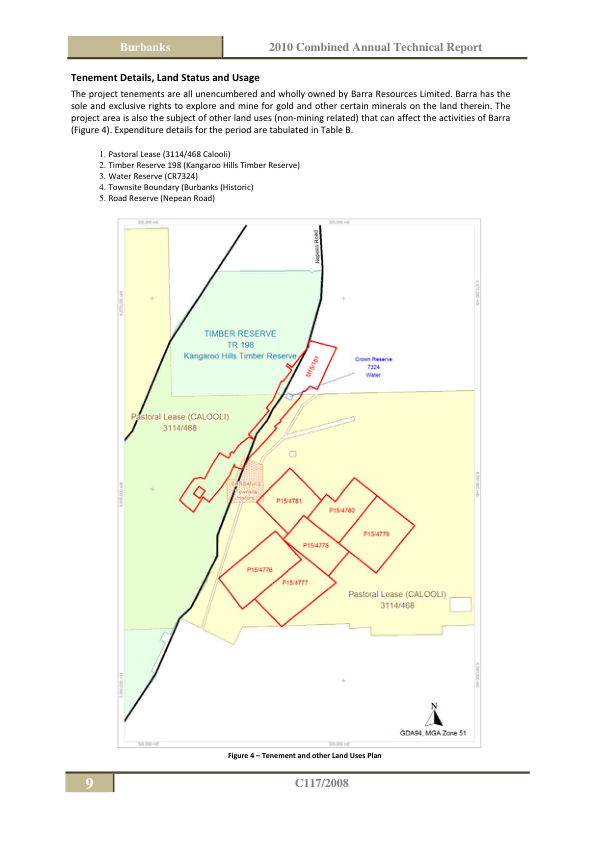 Burbanks
2010 Combined Annual Technical Report
Tenement Details, Land Status and Usage
The project tenements are all unencumbered and wholly owned by Barra Resources Limited. Barra has the
sole and exclusive rights to explore and mine for gold and other certain minerals on the land therein. The
project area is also the subject of other land uses (non-mining related) that can affect the activities of Barra
(Figure 4). Expenditure details for the period are tabulated in Table B.
1. Pastoral Lease (3114/468 Calooli)
2. Timber Reserve 198 (Kangaroo Hills Timber Reserve)
3. Water Reserve (CR7324)
4. Townsite Boundary (Burbanks (Historic)
5. Road Reserve (Nepean Road)
Nepean Road
TIMBER RESERVE
TR 198
Kangaroo Hills Timber Reserve
M15/161
Crown Reserve
7324
Water
Pastoral Lease (CALOOLI)
3114/468
BURBANKS
Townsite
Historic
P15/4781
P15/4780
P15/4779
P15/4778
P15/4776
P15/4777
Pastoral Lease (CALOOLI)
3114/468
N
GDA94, MGA Zone 51
Figure 4 – Tenement and other Land Uses Plan
9
C117/2008